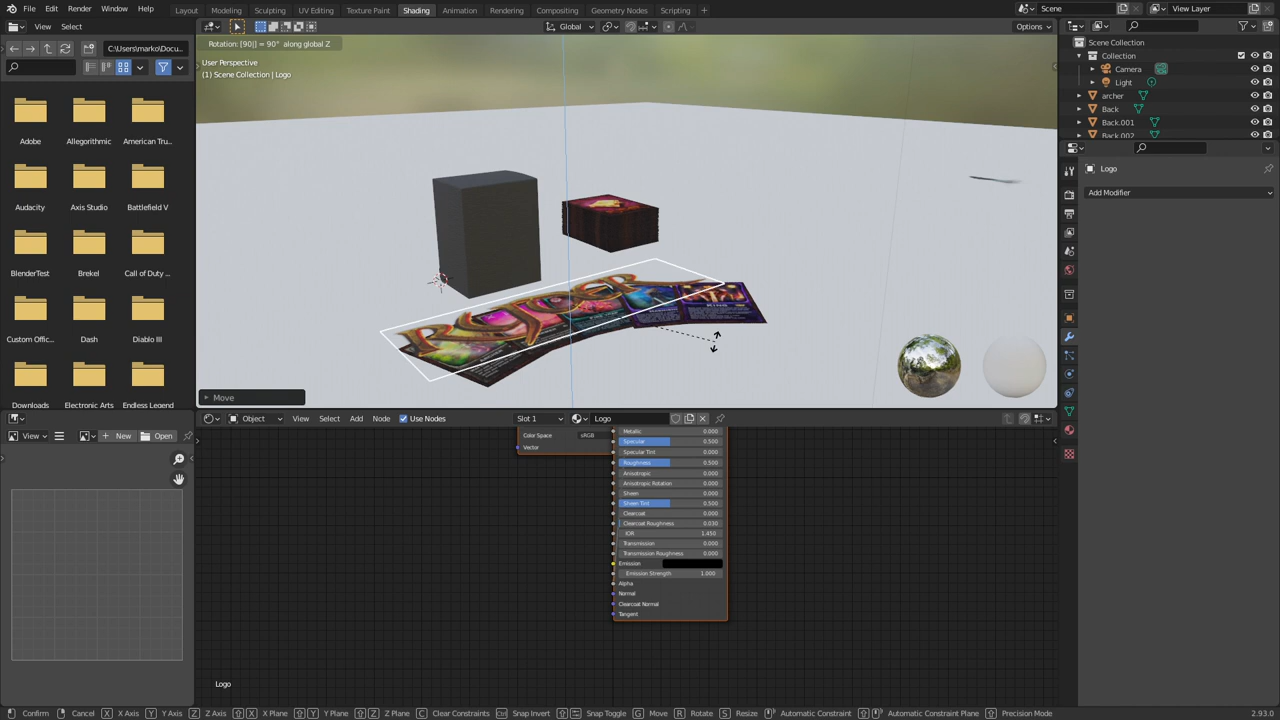 File Edit Render Window Help Layout Modeling Sculpting UV Editing Texture Paint Shading Animation Rendering Compositing Geometry Nodes Scripting Scene View Layer
View Select Global Options
C:\Users\marko\Docu...
Rotation: [90|] = 90° along global Z
User Perspective
(1) Scene Collection | Logo
Adobe Allegorithmic American Tru...
Audacity Axis Studio Battlefield V
BlenderTest Brekel Call of Duty ...
Custom Offic... Dash Diablo III
Downloads Electronic Arts Endless Legend
Scene Collection
Collection
Camera
Light
archer
Back
Back.001
Back.002
Logo
Add Modifier
Move
Object View Select Add Node Use Nodes Slot 1 Logo
View New Open
Color Space sRGB
Vector
Metallic 0.000
Specular 0.500
Specular Tint 0.000
Roughness 0.500
Anisotropic 0.000
Anisotropic Rotation 0.000
Sheen 0.000
Sheen Tint 0.500
Clearcoat 0.000
Clearcoat Roughness 0.030
IOR 1.450
Transmission 0.000
Transmission Roughness 0.000
Emission
Emission Strength 1.000
Alpha
Normal
Clearcoat Normal
Tangent
Logo
Confirm Cancel X X Axis Y Y Axis Z Z Axis X X Plane Y Y Plane Z Z Plane C Clear Constraints Ctrl Snap Invert Snap Toggle G Move R Rotate S Resize Automatic Constraint Automatic Constraint Plane Precision Mode 2.93.0